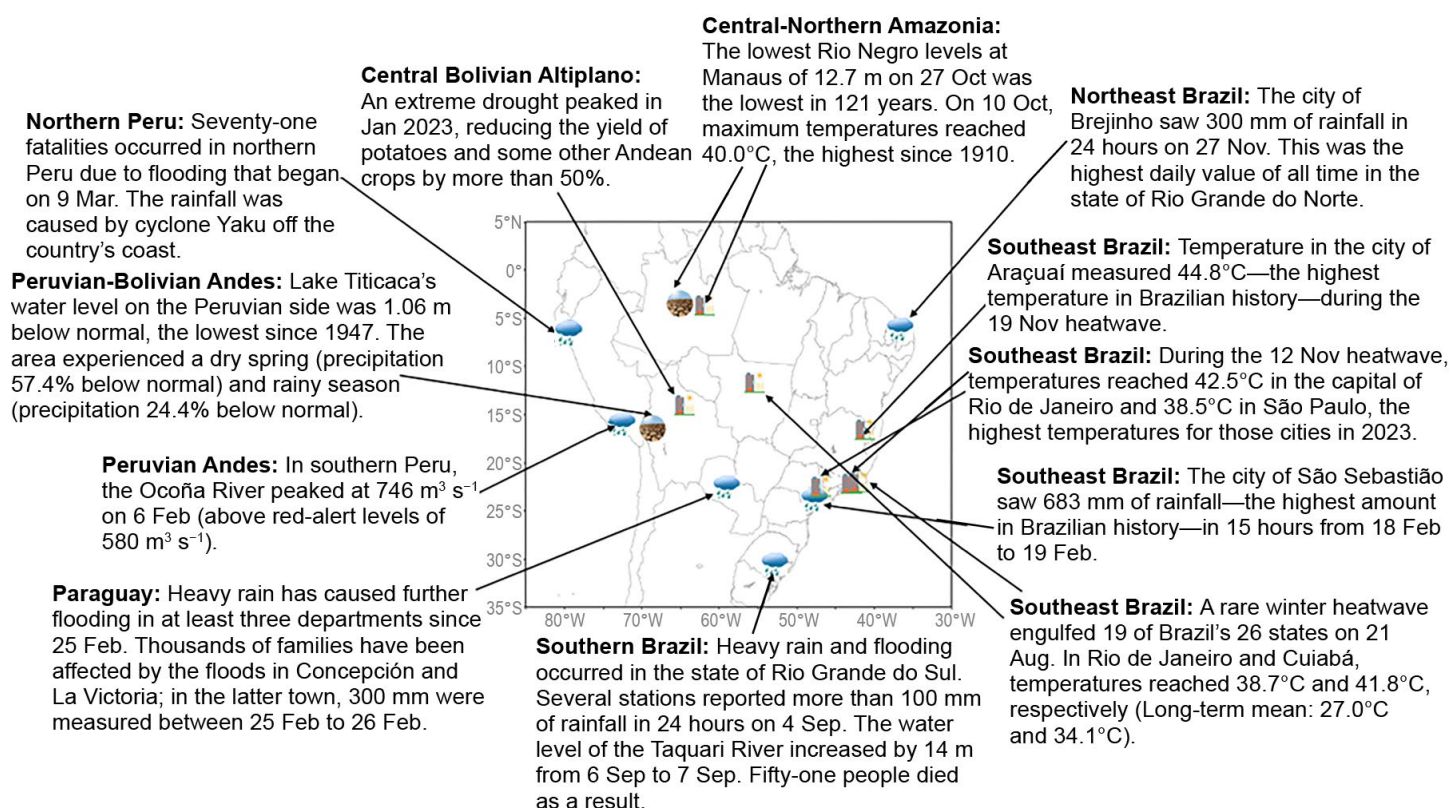 Central-Northern Amazonia:
The lowest Rio Negro levels at
Manaus of 12.7 m on 27 Oct was
the lowest in 121 years. On 10 Oct,
maximum temperatures reached
40.0°C, the highest since 1910.
Central Bolivian Altiplano:
An extreme drought peaked in
Jan 2023, reducing the yield of
potatoes and some other Andean
crops by more than 50%.
Northern Peru: Seventy-one
fatalities occurred in northern
Peru due to flooding that began
on 9 Mar. The rainfall was
caused by cyclone Yaku off the
country’s coast.
Northeast Brazil: The city of
Brejinho saw 300 mm of rainfall in
24 hours on 27 Nov. This was the
highest daily value of all time in the
state of Rio Grande do Norte.
Peruvian-Bolivian Andes: Lake Titicaca’s
water level on the Peruvian side was 1.06 m
below normal, the lowest since 1947. The
area experienced a dry spring (precipitation
57.4% below normal) and rainy season
(precipitation 24.4% below normal).
Southeast Brazil: Temperature in the city of
Araçuaí measured 44.8°C—the highest
temperature in Brazilian history—during the
19 Nov heatwave.
Southeast Brazil: During the 12 Nov heatwave,
temperatures reached 42.5°C in the capital of
Rio de Janeiro and 38.5°C in São Paulo, the
highest temperatures for those cities in 2023.
Peruvian Andes: In southern Peru,
the Ocoña River peaked at 746 m³ s⁻¹
on 6 Feb (above red-alert levels of
580 m³ s⁻¹).
Southeast Brazil: The city of São Sebastião
saw 683 mm of rainfall—the highest amount
in Brazilian history—in 15 hours from 18 Feb
to 19 Feb.
Paraguay: Heavy rain has caused further
flooding in at least three departments since
25 Feb. Thousands of families have been
affected by the floods in Concepción and
La Victoria; in the latter town, 300 mm were
measured between 25 Feb to 26 Feb.
Southeast Brazil: A rare winter heatwave
engulfed 19 of Brazil’s 26 states on 21
Aug. In Rio de Janeiro and Cuiabá,
temperatures reached 38.7°C and 41.8°C,
respectively (Long-term mean: 27.0°C
and 34.1°C).
Southern Brazil: Heavy rain and flooding
occurred in the state of Rio Grande do Sul.
Several stations reported more than 100 mm
of rainfall in 24 hours on 4 Sep. The water
level of the Taquari River increased by 14 m
from 6 Sep to 7 Sep. Fifty-one people died
as a result.
5°N
0°
5°S
10°S
15°S
20°S
25°S
30°S
35°S
80°W 70°W 60°W 50°W 40°W 30°W